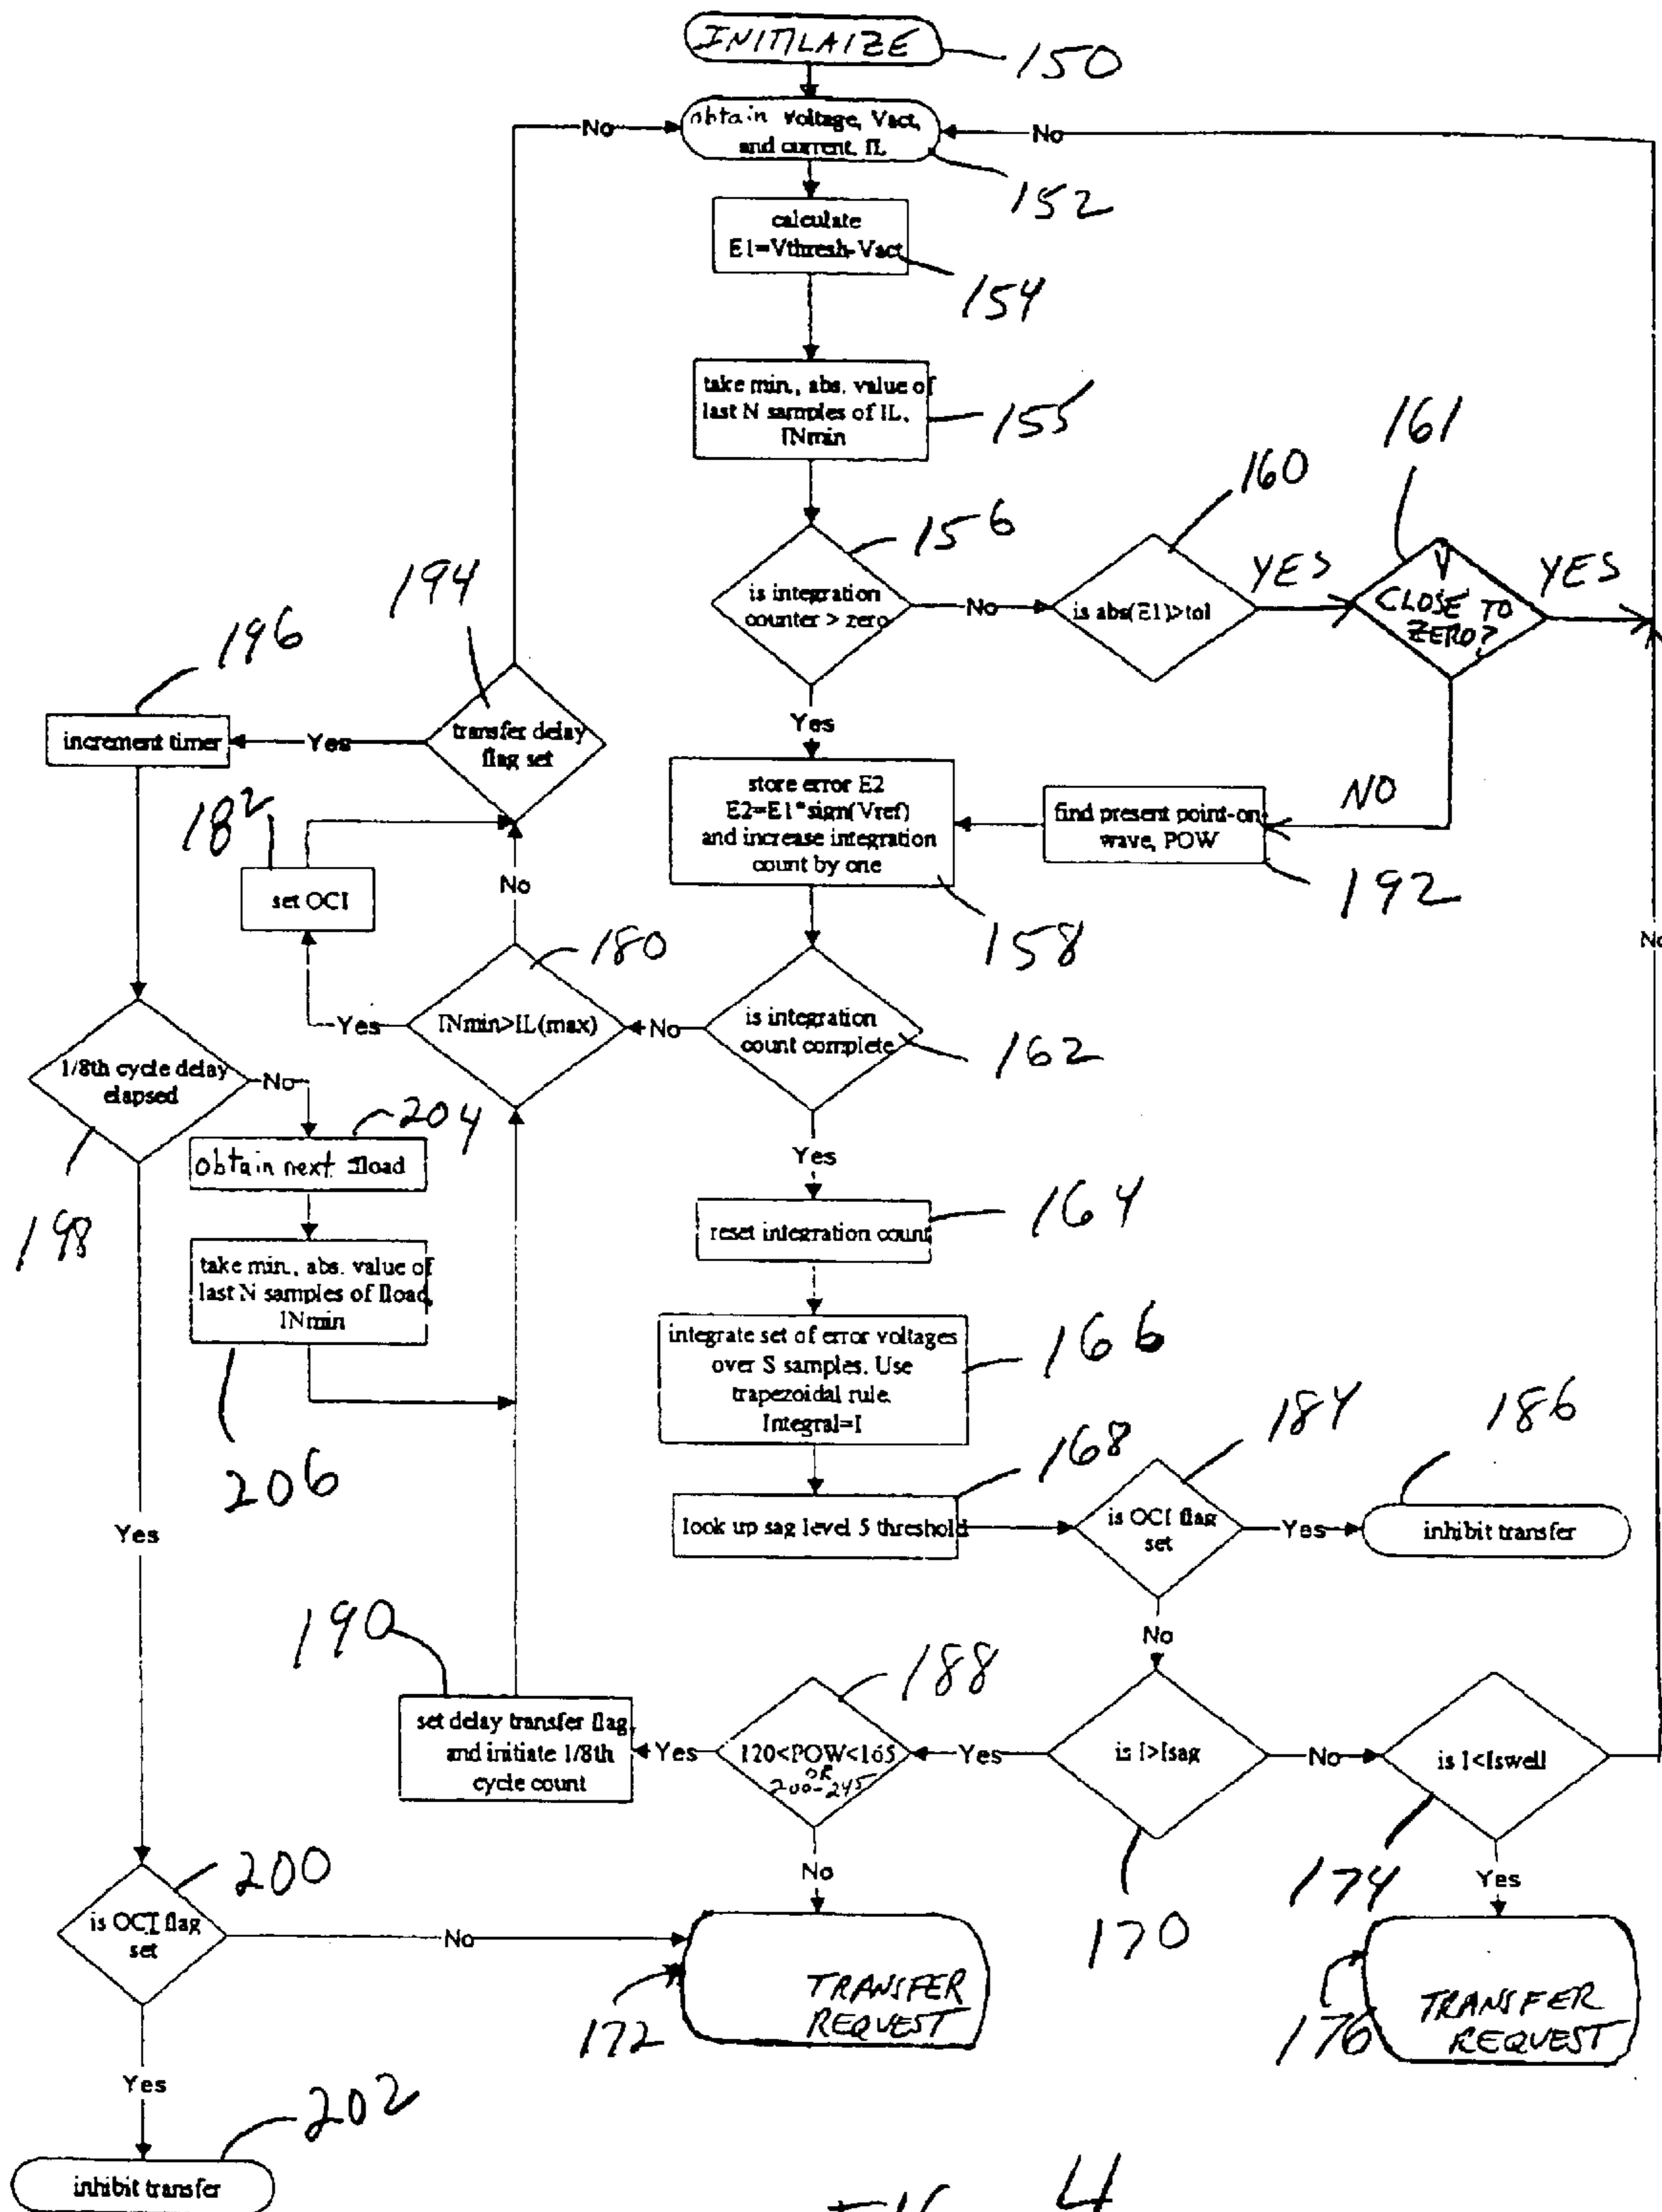 INITILAIZE
150
No
obtain Voltage, Vact,
and current, IL
No
152
calculate
E1=Vthresh-Vact
154
take min., abs. value of
last N samples of IL,
INmin
155
161
160
156
194
is integration
counter > zero
No
is abs(E1)>tol
YES
V
CLOSE TO
ZERO?
YES
196
increment timer
Yes
transfer delay
flag set
Yes
182
store error E2
E2=E1*sign(Vref)
and increase integration
count by one
find present point-on-
wave, POW
NO
192
set OCI
No
158
No
180
Yes
INmin>IL(max)
No
is integration
count complete
162
1/8th cycle delay
elapsed
No
204
obtain next Iload
198
Yes
reset integration count
164
take min., abs. value of
last N samples of Iload,
INmin
206
integrate set of error voltages
over S samples. Use
trapezoidal rule.
Integral=I
166
168
184
186
look up sag level 5 threshold
is OCI flag
set
Yes
inhibit transfer
Yes
No
190
188
set delay transfer flag
and initiate 1/8th
cycle count
Yes
120<POW<165
OR
200-245
Yes
is I>Isag
No
is I<Iswell
170
174
No
Yes
200
is OCI flag
set
No
172
TRANSFER
REQUEST
176
TRANSFER
REQUEST
Yes
202
inhibit transfer
4